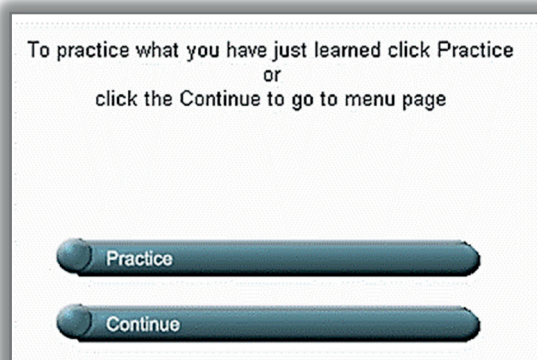 To practice what you have just learned click Practice
or
click the Continue to go to menu page
Practice
Continue